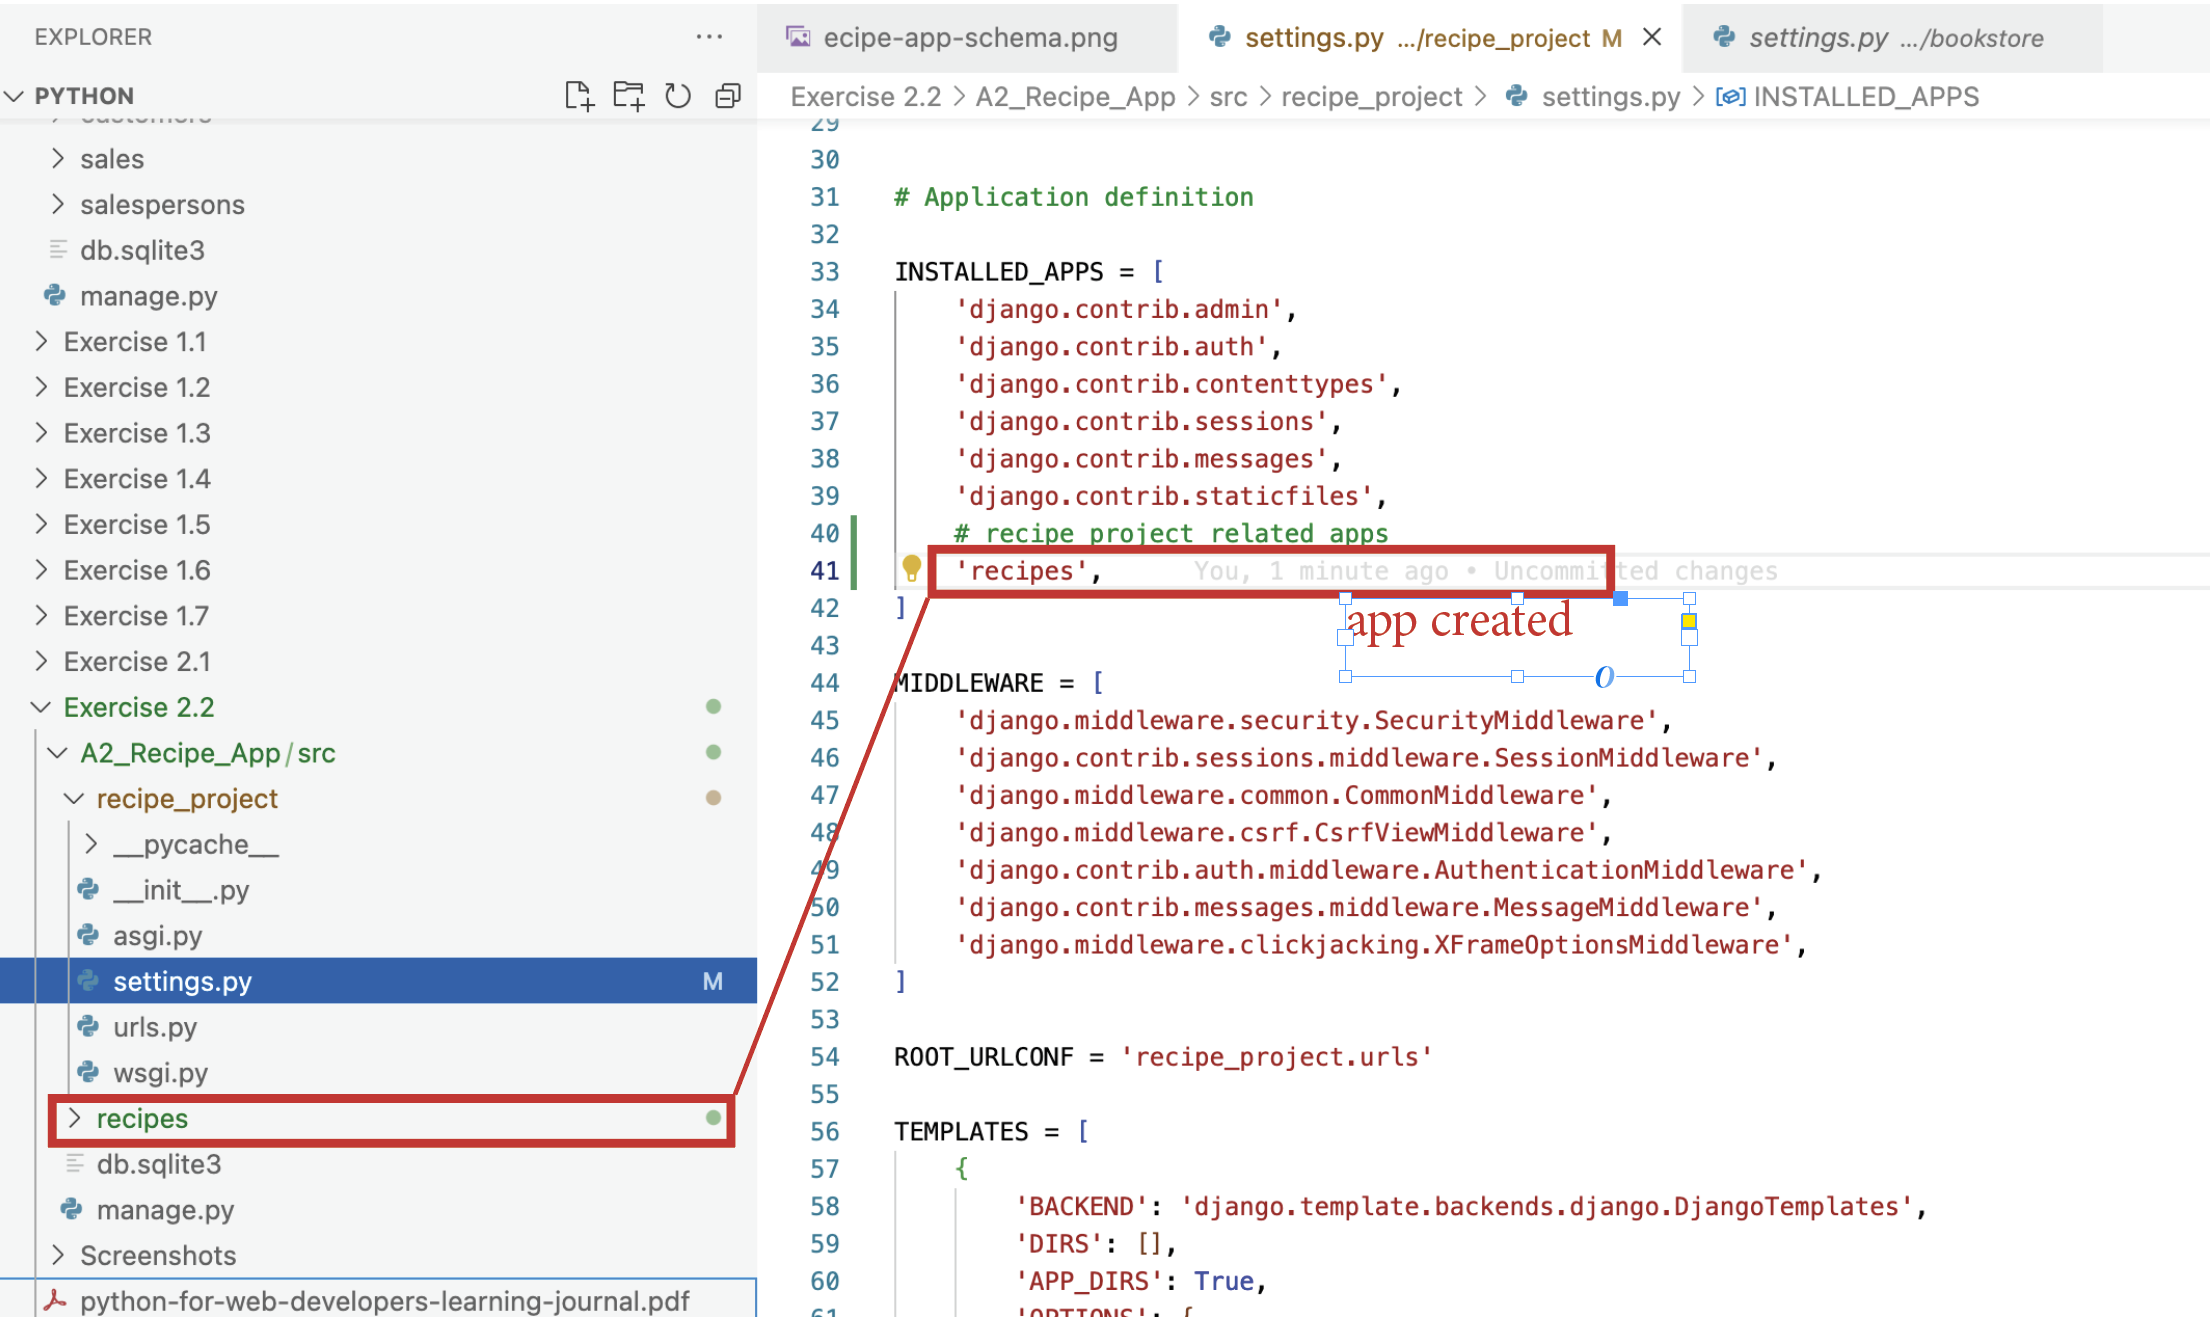 EXPLORER
PYTHON
customers
sales
salespersons
db.sqlite3
manage.py
Exercise 1.1
Exercise 1.2
Exercise 1.3
Exercise 1.4
Exercise 1.5
Exercise 1.6
Exercise 1.7
Exercise 2.1
Exercise 2.2
A2_Recipe_App / src
recipe_project
__pycache__
__init__.py
asgi.py
settings.py M
urls.py
wsgi.py
recipes
db.sqlite3
manage.py
Screenshots
python-for-web-developers-learning-journal.pdf
ecipe-app-schema.png
settings.py .../recipe_project M
settings.py .../bookstore
Exercise 2.2 > A2_Recipe_App > src > recipe_project > settings.py > INSTALLED_APPS
29
30
31 # Application definition
32
33 INSTALLED_APPS = [
34 'django.contrib.admin',
35 'django.contrib.auth',
36 'django.contrib.contenttypes',
37 'django.contrib.sessions',
38 'django.contrib.messages',
39 'django.contrib.staticfiles',
40 # recipe project related apps
41 'recipes', You, 1 minute ago • Uncommitted changes
42 ]
app created
43
44 MIDDLEWARE = [
45 'django.middleware.security.SecurityMiddleware',
46 'django.contrib.sessions.middleware.SessionMiddleware',
47 'django.middleware.common.CommonMiddleware',
48 'django.middleware.csrf.CsrfViewMiddleware',
49 'django.contrib.auth.middleware.AuthenticationMiddleware',
50 'django.contrib.messages.middleware.MessageMiddleware',
51 'django.middleware.clickjacking.XFrameOptionsMiddleware',
52 ]
53
54 ROOT_URLCONF = 'recipe_project.urls'
55
56 TEMPLATES = [
57 {
58 'BACKEND': 'django.template.backends.django.DjangoTemplates',
59 'DIRS': [],
60 'APP_DIRS': True,
61 'OPTIONS': {